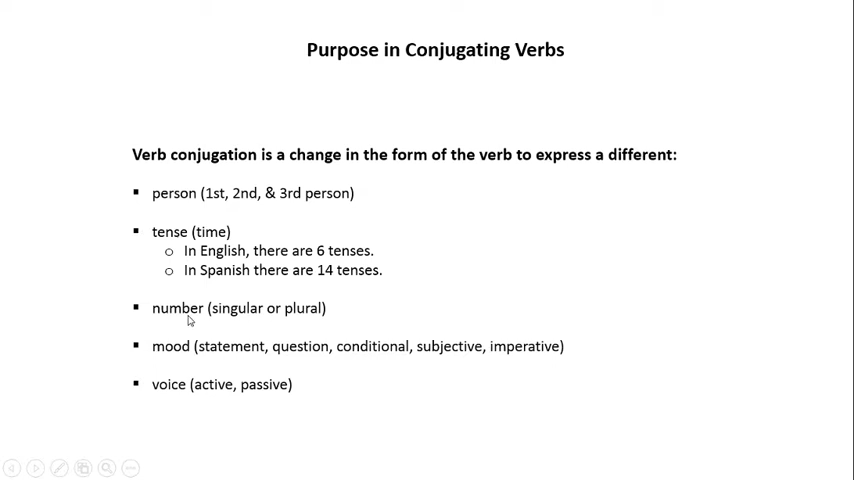 Purpose in Conjugating Verbs
Verb conjugation is a change in the form of the verb to express a different:
▪ person (1st, 2nd, & 3rd person)
▪ tense (time)
o In English, there are 6 tenses.
o In Spanish there are 14 tenses.
▪ number (singular or plural)
▪ mood (statement, question, conditional, subjective, imperative)
▪ voice (active, passive)